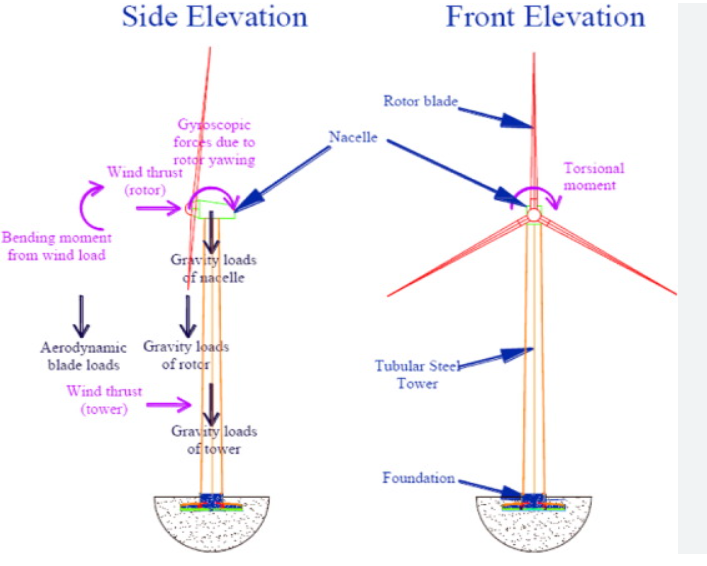 Side Elevation
Front Elevation
Rotor blade
Gyroscopic
forces due to
rotor yawing
Nacelle
Wind thrust
(rotor)
Torsional
moment
Bending moment
from wind load
Gravity loads
of nacelle
Aerodynamic
blade loads
Gravity loads
of rotor
Tubular Steel
Tower
Wind thrust
(tower)
Gravity loads
of tower
Foundation